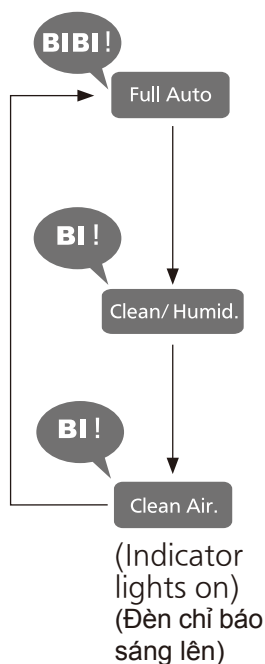 BIBI!
Full Auto
BI!
Clean/Humid.
BI!
Clean Air.
(Indicator
lights on)
(Đèn chỉ báo
sáng lên)